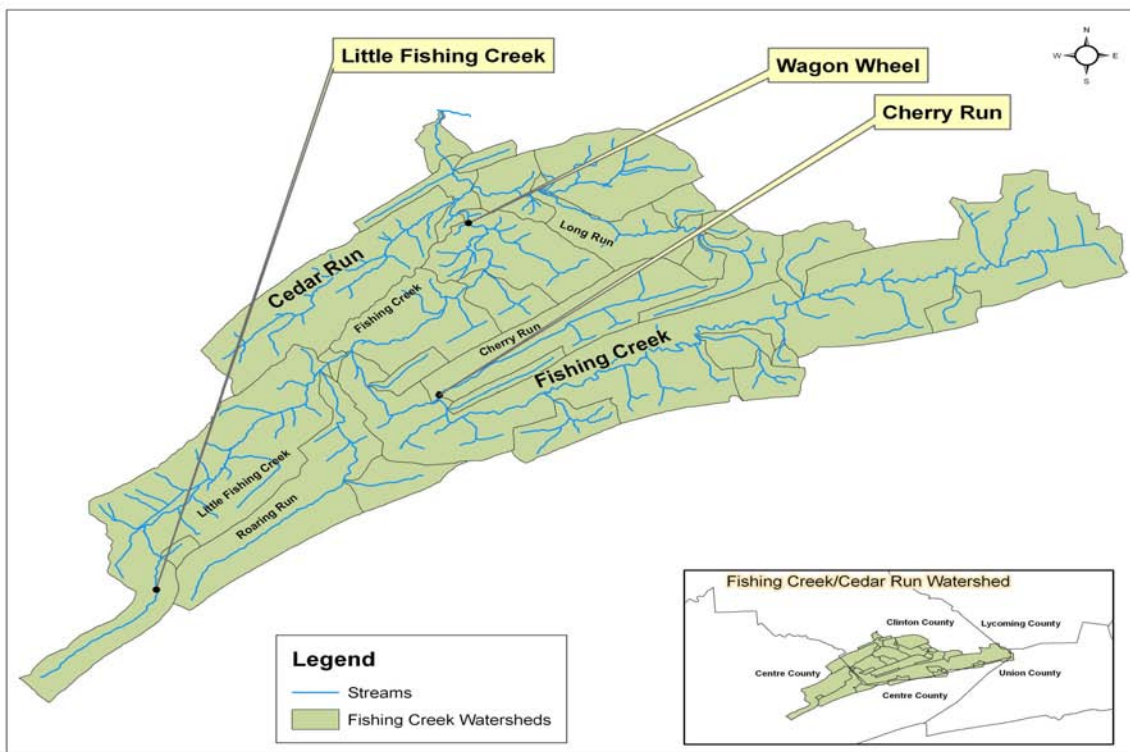 Little Fishing Creek
Wagon Wheel
Cherry Run
N
W
E
S
Long Run
Cedar Run
Fishing Creek
Cherry Run
Fishing Creek
Little Fishing Creek
Roaring Run
Legend
Streams
Fishing Creek Watersheds
Fishing Creek/Cedar Run Watershed
Clinton County
Lycoming County
Centre County
Union County
Centre County